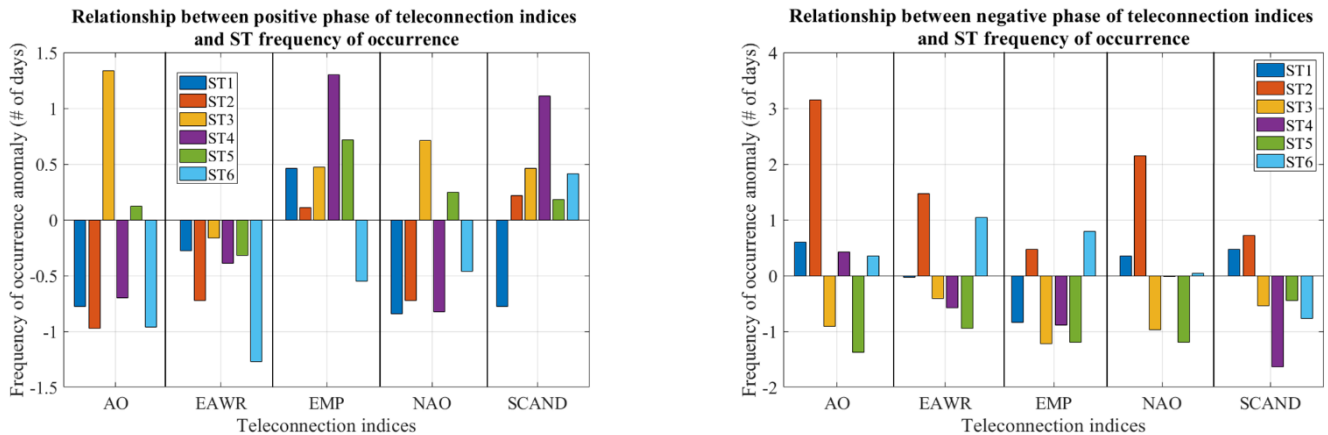 Relationship between positive phase of teleconnection indices
and ST frequency of occurrence
Frequency of occurrence anomaly (# of days)
1.5
1
0.5
0
-0.5
-1
-1.5
ST1
ST2
ST3
ST4
ST5
ST6
AO EAWR EMP NAO SCAND
Teleconnection indices
Relationship between negative phase of teleconnection indices
and ST frequency of occurrence
Frequency of occurrence anomaly (# of days)
4
3
2
1
0
-1
-2
ST1
ST2
ST3
ST4
ST5
ST6
AO EAWR EMP NAO SCAND
Teleconnection indices